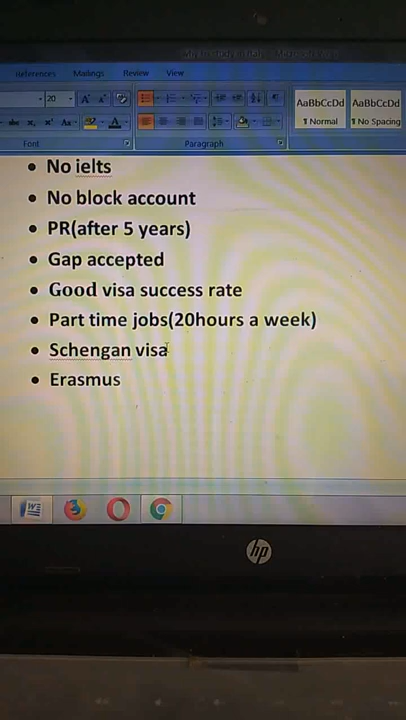 References Mailings Review View
20
AaBbCcDd AaBbCcDd
¶ Normal ¶ No Spacing
Font Paragraph
• No ielts
• No block account
• PR(after 5 years)
• Gap accepted
• Good visa success rate
• Part time jobs(20hours a week)
• Schengan visa
• Erasmus
hp